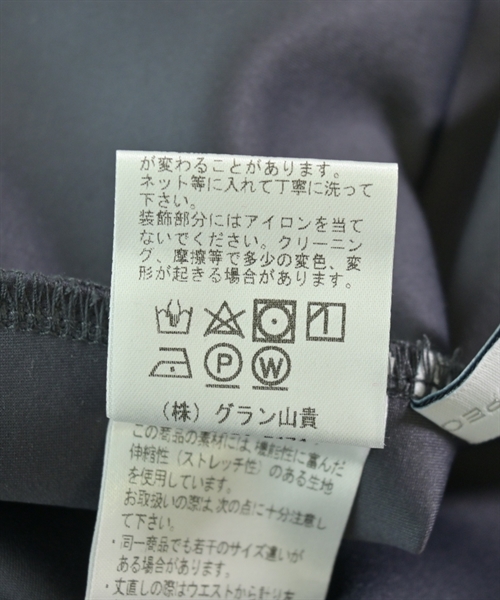 が変わることがあります。
ネット等に入れて丁寧に洗って
下さい。
装飾部分にはアイロンを当て
ないでください。クリーニン
グ、摩擦等で多少の変色、変
形が起きる場合があります。
P W
(株) グラン山貴
この商品の素材には、機能性に富んだ
伸縮性(ストレッチ性)のある生地
を使用しています。
お取扱いの際は、次の点に十分注意し
て下さい。
・同一商品でも若干のサイズ違いが
ある場合があります。
・丈直しの際はウエストから計りを